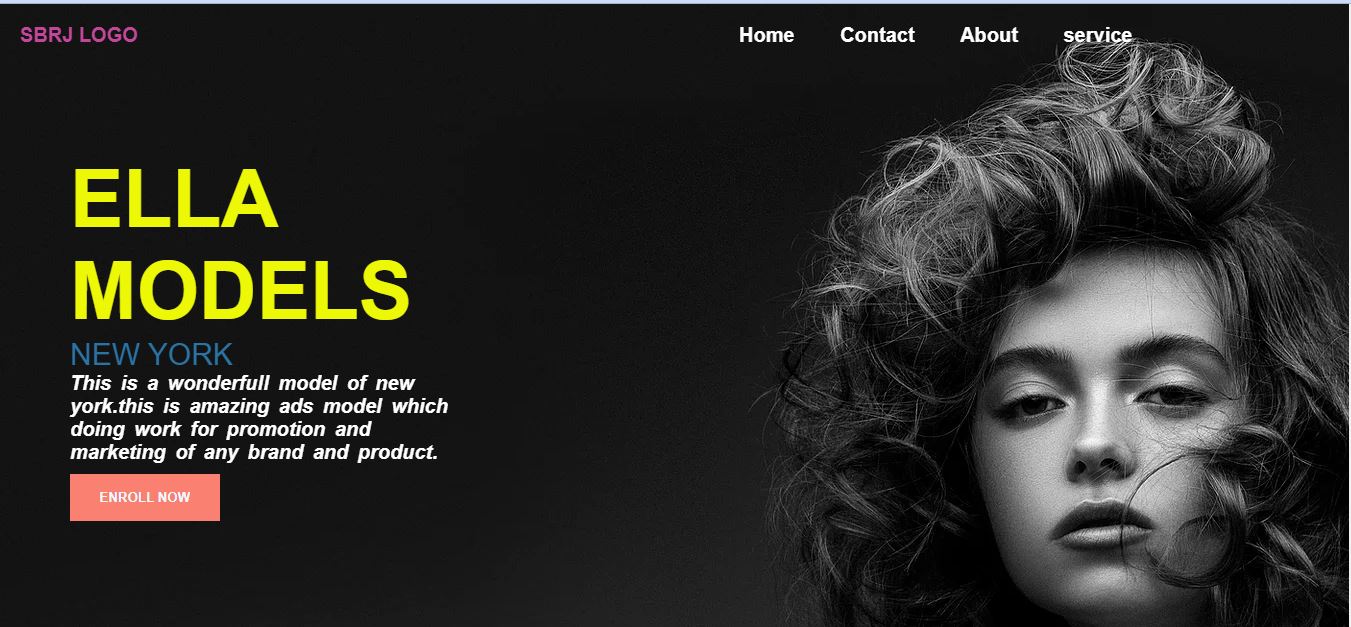 SBRJ LOGO
Home Contact About service
ELLA
MODELS
NEW YORK
This is a wonderfull model of new
york.this is amazing ads model which
doing work for promotion and
marketing of any brand and product.
ENROLL NOW